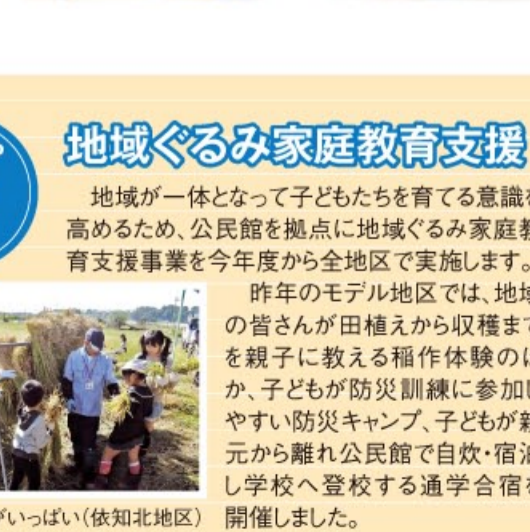 地域ぐるみ家庭教育支援
地域が一体となって子どもたちを育てる意識を
高めるため、公民館を拠点に地域ぐるみ家庭教
育支援事業を今年度から全地区で実施します。
昨年のモデル地区では、地域
の皆さんが田植えから収穫まで
を親子に教える稲作体験のほ
か、子どもが防災訓練に参加し
やすい防災キャンプ、子どもが親
元から離れ公民館で自炊・宿泊
し学校へ登校する通学合宿を
開催しました。
がいっぱい（依知北地区）